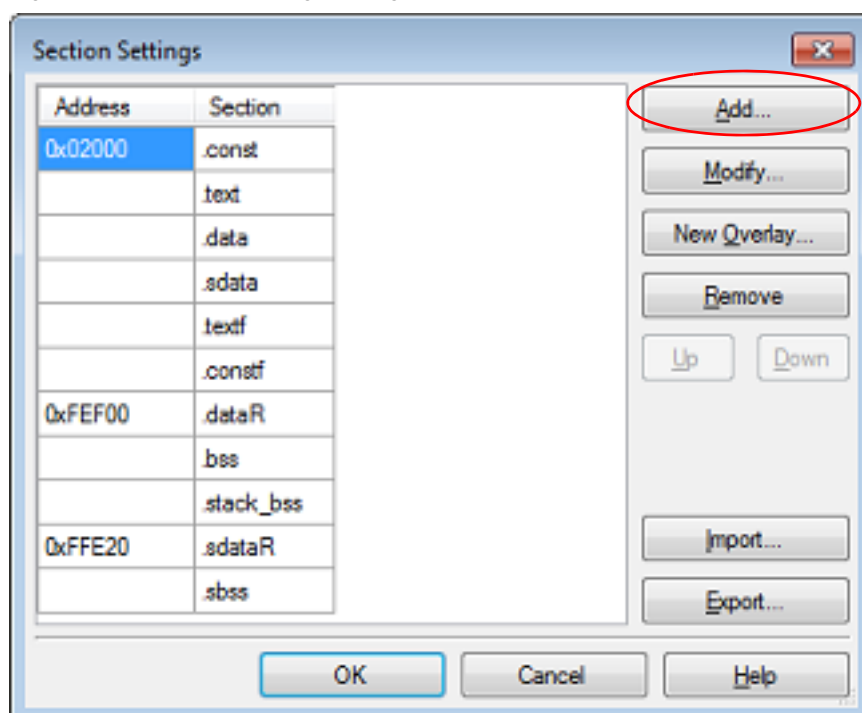 Section Settings
Address Section
Add...
0x02000 .const
Modify...
.text
.data
New Overlay...
.sdata
Remove
.textf
Up Down
.constf
0xFEF00 .dataR
.bss
.stack_bss
0xFFE20 .sdataR
Import...
.sbss
Export...
OK Cancel Help